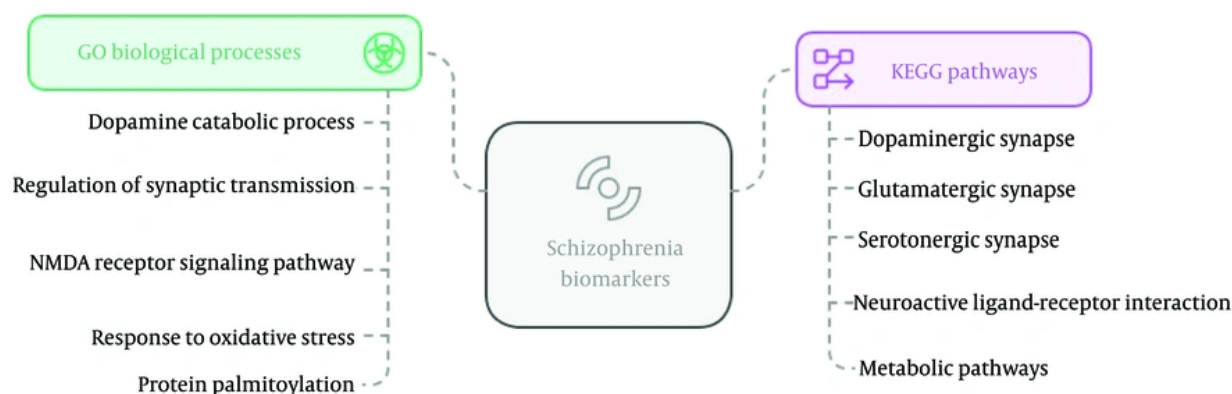 GO biological processes
Dopamine catabolic process
Regulation of synaptic transmission
NMDA receptor signaling pathway
Response to oxidative stress
Protein palmitoylation
Schizophrenia
biomarkers
KEGG pathways
Dopaminergic synapse
Glutamatergic synapse
Serotonergic synapse
Neuroactive ligand-receptor interaction
Metabolic pathways